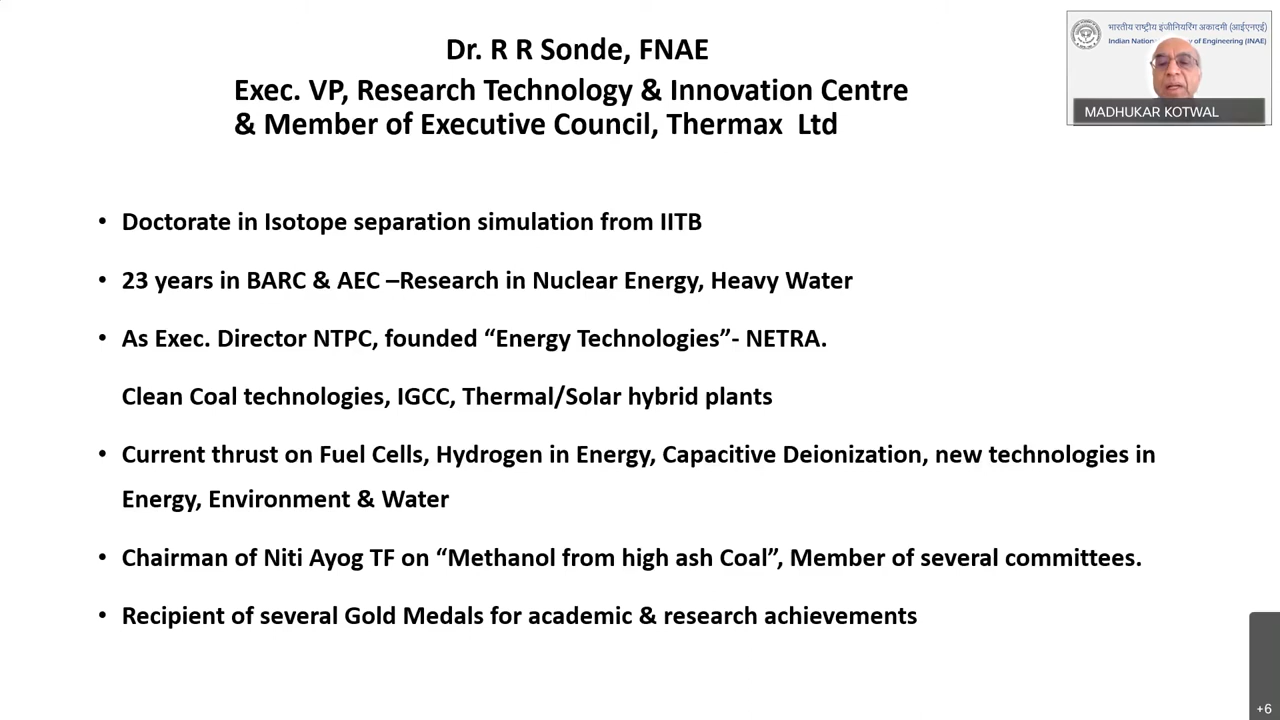 Dr. R R Sonde, FNAE
Exec. VP, Research Technology & Innovation Centre
& Member of Executive Council, Thermax Ltd
• Doctorate in Isotope separation simulation from IITB
• 23 years in BARC & AEC –Research in Nuclear Energy, Heavy Water
• As Exec. Director NTPC, founded “Energy Technologies”- NETRA.
Clean Coal technologies, IGCC, Thermal/Solar hybrid plants
• Current thrust on Fuel Cells, Hydrogen in Energy, Capacitive Deionization, new technologies in
Energy, Environment & Water
• Chairman of Niti Ayog TF on “Methanol from high ash Coal”, Member of several committees.
• Recipient of several Gold Medals for academic & research achievements
भारतीय राष्ट्रीय इंजीनियरिंग अकादमी (आईएनएई)
Indian Nation of Engineering (INAE)
MADHUKAR KOTWAL
+6